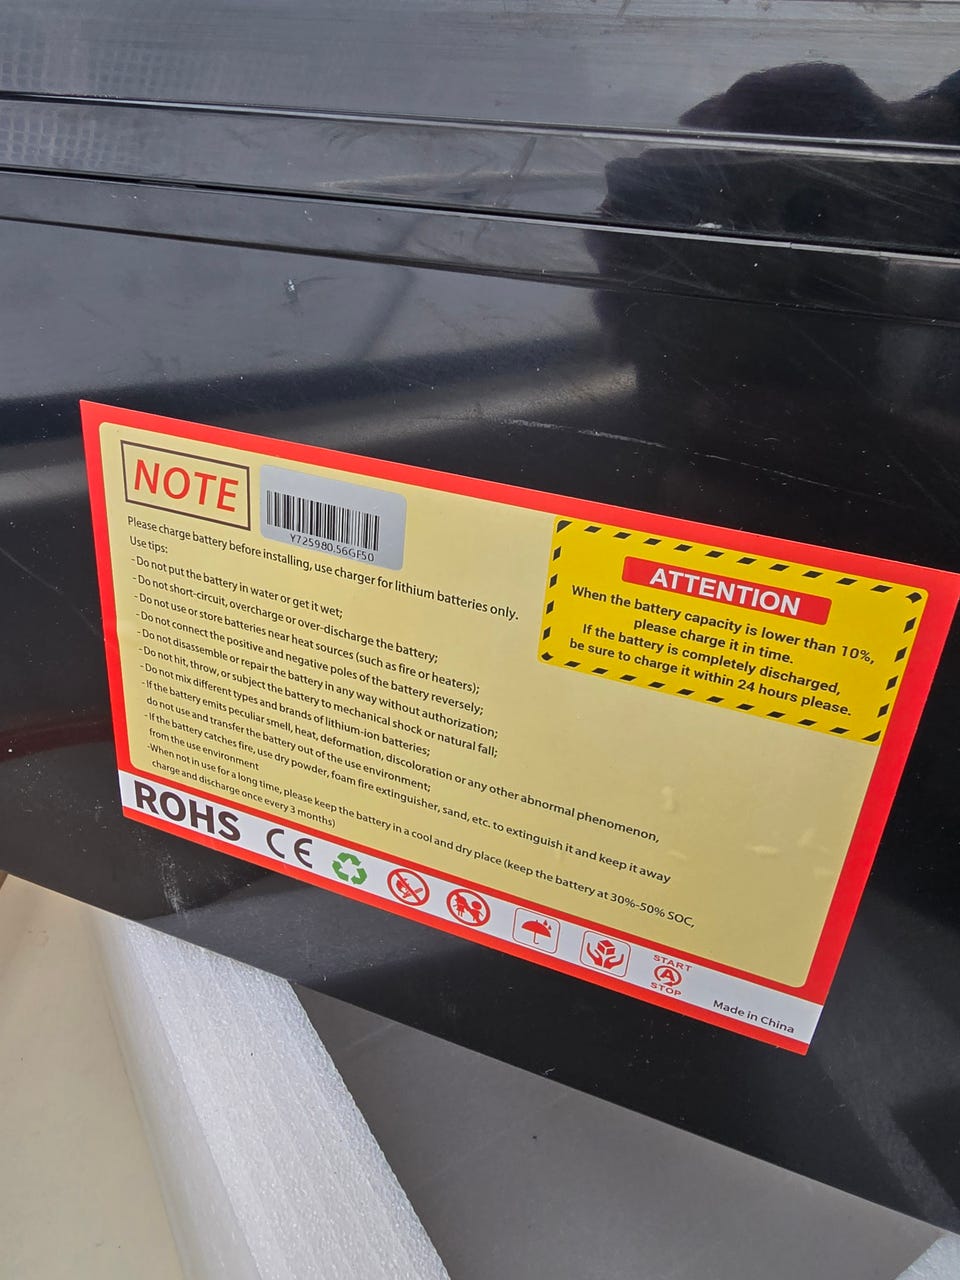 NOTE
Y725980.56GF50
Please charge battery before installing, use charger for lithium batteries only.
Use tips:
- Do not put the battery in water or get it wet;
- Do not short-circuit, overcharge or over-discharge the battery;
- Do not use or store batteries near heat sources (such as fire or heaters);
- Do not connect the positive and negative poles of the battery reversely;
- Do not disassemble or repair the battery in any way without authorization;
- Do not hit, throw, or subject the battery to mechanical shock or natural fall;
- Do not mix different types and brands of lithium-ion batteries;
- If the battery emits peculiar smell, heat, deformation, discoloration or any other abnormal phenomenon,
do not use and transfer the battery out of the use environment;
- If the battery catches fire, use dry powder, foam fire extinguisher, sand, etc. to extinguish it and keep it away
from the use environment
-When not in use for a long time, please keep the battery in a cool and dry place (keep the battery at 30%-50% SOC,
charge and discharge once every 3 months)
ATTENTION
When the battery capacity is lower than 10%,
please charge it in time.
If the battery is completely discharged,
be sure to charge it within 24 hours please.
ROHS CE
START
A
STOP
Made in China